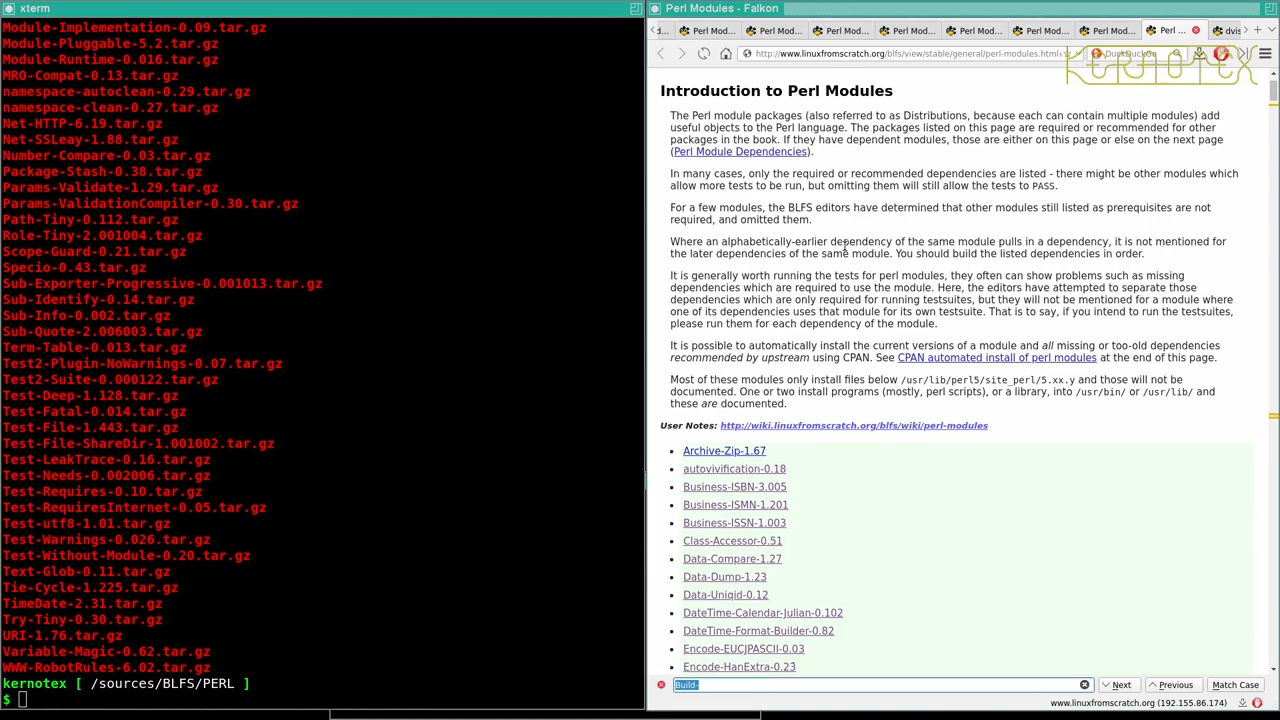 xterm
Module-Implementation-0.09.tar.gz
Module-Pluggable-5.2.tar.gz
Module-Runtime-0.016.tar.gz
MRO-Compat-0.13.tar.gz
namespace-autoclean-0.29.tar.gz
namespace-clean-0.27.tar.gz
Net-HTTP-6.19.tar.gz
Net-SSLeay-1.88.tar.gz
Number-Compare-0.03.tar.gz
Package-Stash-0.38.tar.gz
Params-Validate-1.29.tar.gz
Params-ValidationCompiler-0.30.tar.gz
Path-Tiny-0.112.tar.gz
Role-Tiny-2.001004.tar.gz
Scope-Guard-0.21.tar.gz
Specio-0.43.tar.gz
Sub-Exporter-Progressive-0.001013.tar.gz
Sub-Identify-0.14.tar.gz
Sub-Info-0.002.tar.gz
Sub-Quote-2.006003.tar.gz
Term-Table-0.013.tar.gz
Test2-Plugin-NoWarnings-0.07.tar.gz
Test2-Suite-0.000122.tar.gz
Test-Deep-1.128.tar.gz
Test-Fatal-0.014.tar.gz
Test-File-1.443.tar.gz
Test-File-ShareDir-1.001002.tar.gz
Test-LeakTrace-0.16.tar.gz
Test-Needs-0.002006.tar.gz
Test-Requires-0.10.tar.gz
Test-RequiresInternet-0.05.tar.gz
Test-utf8-1.01.tar.gz
Test-Warnings-0.026.tar.gz
Test-Without-Module-0.20.tar.gz
Text-Glob-0.11.tar.gz
Tie-Cycle-1.225.tar.gz
TimeDate-2.31.tar.gz
Try-Tiny-0.30.tar.gz
URI-1.76.tar.gz
Variable-Magic-0.62.tar.gz
WWW-RobotRules-6.02.tar.gz
kernotex [ /sources/BLFS/PERL ]
$
Perl Modules - Falkon
d... Perl Mod... Perl Mod... Perl Mod... Perl Mod... Perl Mod... Perl Mod... Perl Mod... Perl ... dvis
http://www.linuxfromscratch.org/blfs/view/stable/general/perl-modules.html DuckDuckGo
KERNOTEX
Introduction to Perl Modules
The Perl module packages (also referred to as Distributions, because each can contain multiple modules) add
useful objects to the Perl language. The packages listed on this page are required or recommended for other
packages in the book. If they have dependent modules, those are either on this page or else on the next page
(Perl Module Dependencies).
In many cases, only the required or recommended dependencies are listed - there might be other modules which
allow more tests to be run, but omitting them will still allow the tests to PASS.
For a few modules, the BLFS editors have determined that other modules still listed as prerequisites are not
required, and omitted them.
Where an alphabetically-earlier dependency of the same module pulls in a dependency, it is not mentioned for
the later dependencies of the same module. You should build the listed dependencies in order.
It is generally worth running the tests for perl modules, they often can show problems such as missing
dependencies which are required to use the module. Here, the editors have attempted to separate those
dependencies which are only required for running testsuites, but they will not be mentioned for a module where
one of its dependencies uses that module for its own testsuite. That is to say, if you intend to run the testsuites,
please run them for each dependency of the module.
It is possible to automatically install the current versions of a module and all missing or too-old dependencies
recommended by upstream using CPAN. See CPAN automated install of perl modules at the end of this page.
Most of these modules only install files below /usr/lib/perl5/site_perl/5.xx.y and those will not be
documented. One or two install programs (mostly, perl scripts), or a library, into /usr/bin/ or /usr/lib/ and
these are documented.
User Notes: http://wiki.linuxfromscratch.org/blfs/wiki/perl-modules
• Archive-Zip-1.67
• autovivification-0.18
• Business-ISBN-3.005
• Business-ISMN-1.201
• Business-ISSN-1.003
• Class-Accessor-0.51
• Data-Compare-1.27
• Data-Dump-1.23
• Data-Uniqid-0.12
• DateTime-Calendar-Julian-0.102
• DateTime-Format-Builder-0.82
• Encode-EUCJPASCII-0.03
• Encode-HanExtra-0.23
Build- Next Previous Match Case
www.linuxfromscratch.org (192.155.86.174)